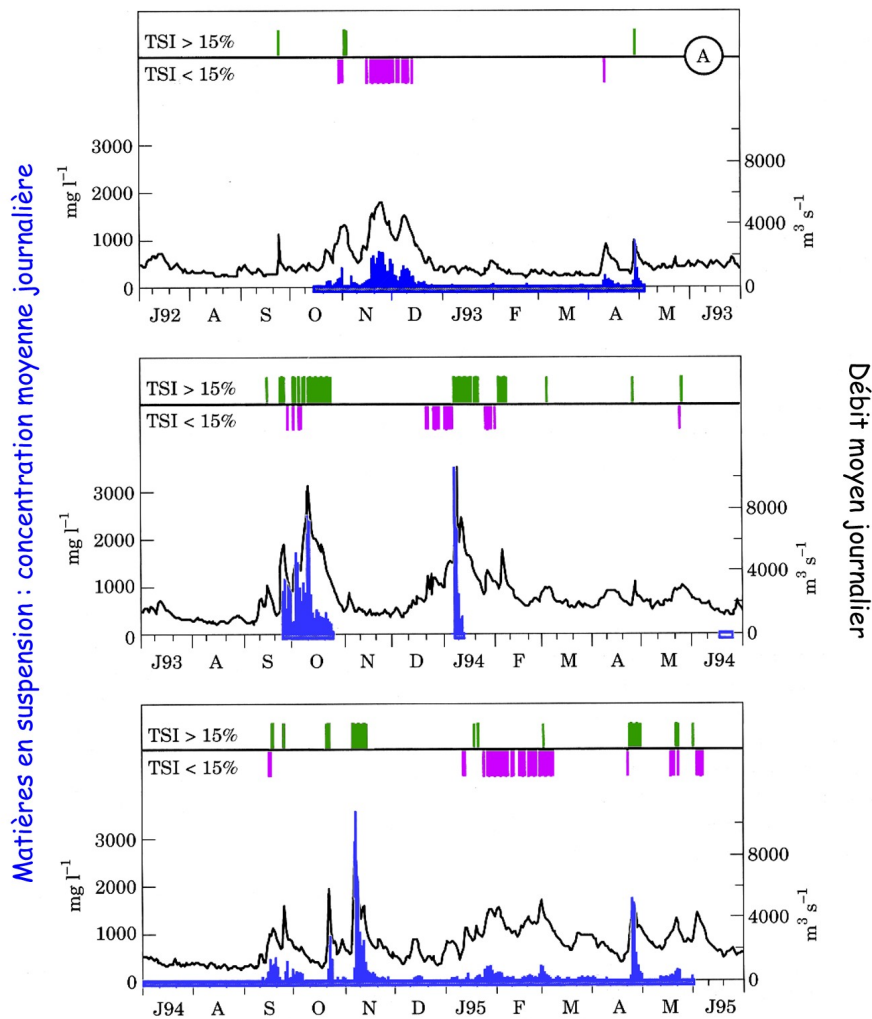 Matières en suspension : concentration moyenne journalière
Débit moyen journalier
TSI > 15%
A
TSI < 15%
3000
2000
1000
0
mg l⁻¹
8000
4000
0
m³ s⁻¹
J92 A S O N D J93 F M A M J93
TSI > 15%
TSI < 15%
3000
2000
1000
0
mg l⁻¹
8000
4000
0
m³ s⁻¹
J93 A S O N D J94 F M A M J94
TSI > 15%
TSI < 15%
3000
2000
1000
0
mg l⁻¹
8000
4000
0
m³ s⁻¹
J94 A S O N D J95 F M A M J95